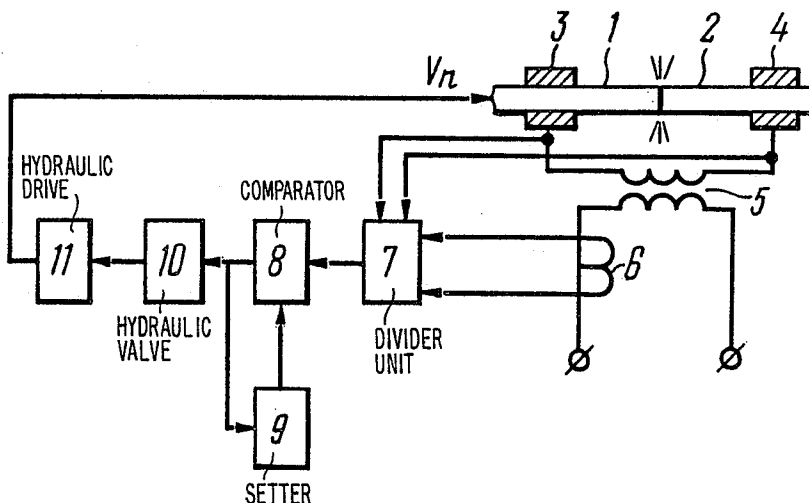 3 1 2 4
Vn
HYDRAULIC
DRIVE
COMPARATOR
5
11
10
8
7
6
HYDRAULIC
VALVE
DIVIDER
UNIT
9
SETTER